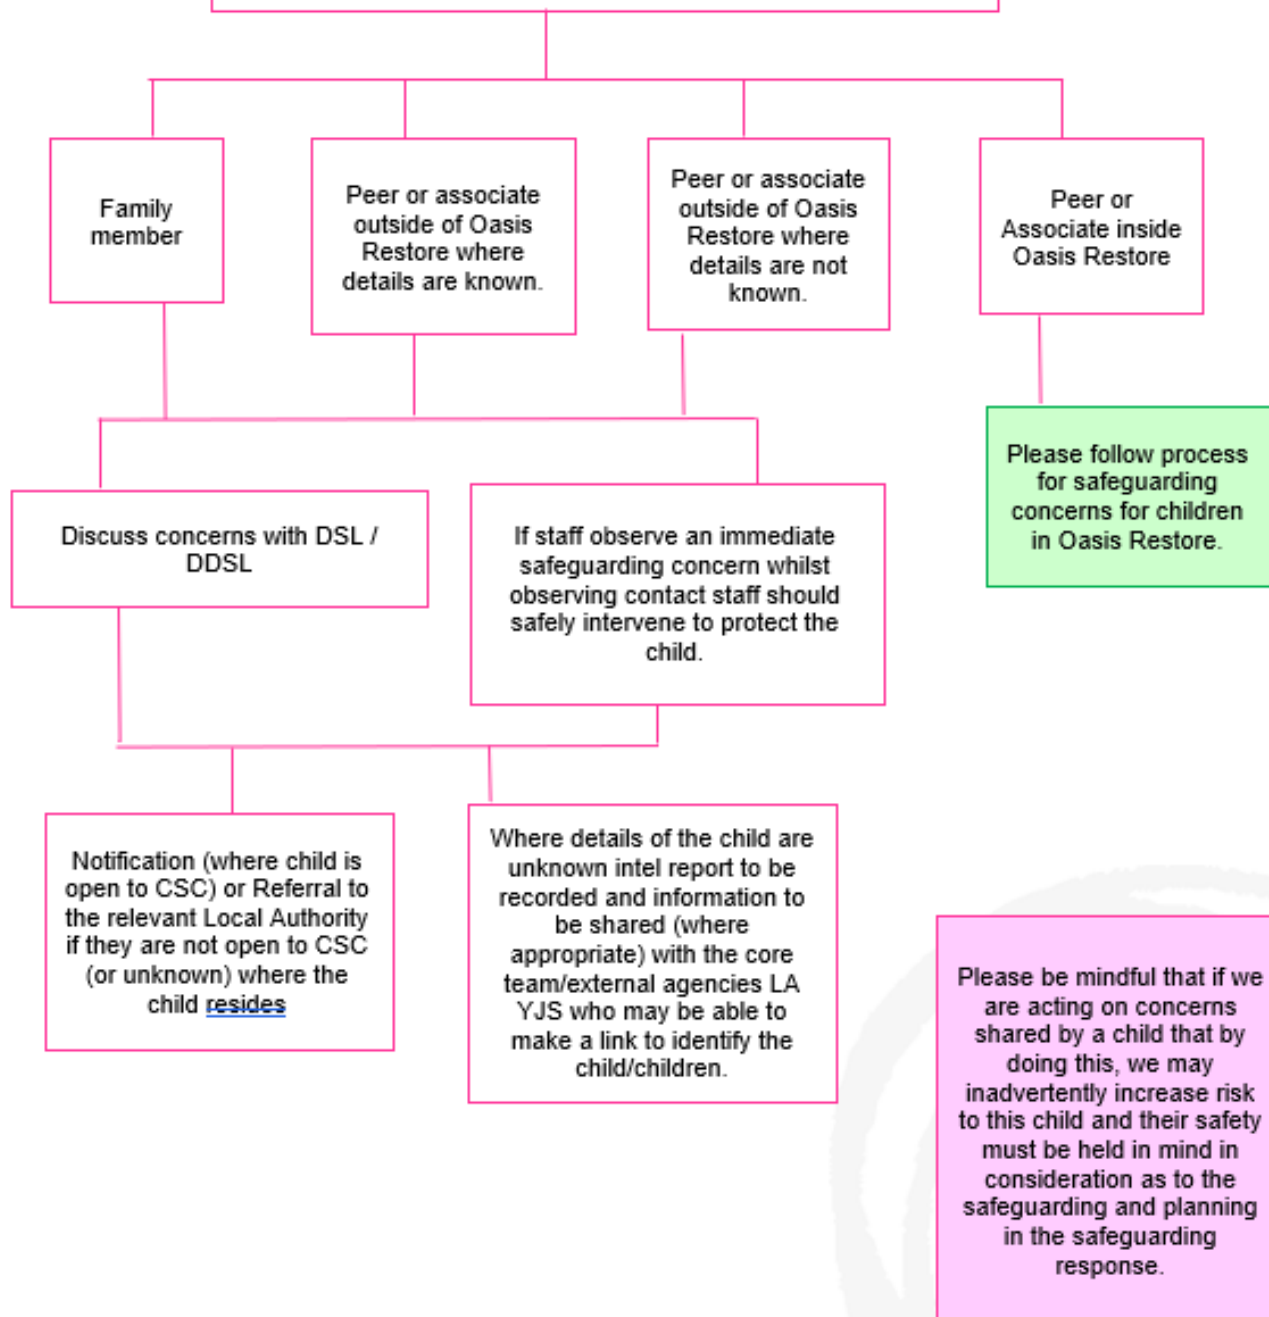 Family
member
Peer or associate
outside of Oasis
Restore where
details are known.
Peer or associate
outside of Oasis
Restore where
details are not
known.
Peer or
Associate inside
Oasis Restore
Please follow process
for safeguarding
concerns for children
in Oasis Restore.
Discuss concerns with DSL /
DDSL
If staff observe an immediate
safeguarding concern whilst
observing contact staff should
safely intervene to protect the
child.
Notification (where child is
open to CSC) or Referral to
the relevant Local Authority
if they are not open to CSC
(or unknown) where the
child resides
Where details of the child are
unknown intel report to be
recorded and information to
be shared (where
appropriate) with the core
team/external agencies LA
YJS who may be able to
make a link to identify the
child/children.
Please be mindful that if we
are acting on concerns
shared by a child that by
doing this, we may
inadvertently increase risk
to this child and their safety
must be held in mind in
consideration as to the
safeguarding and planning
in the safeguarding
response.